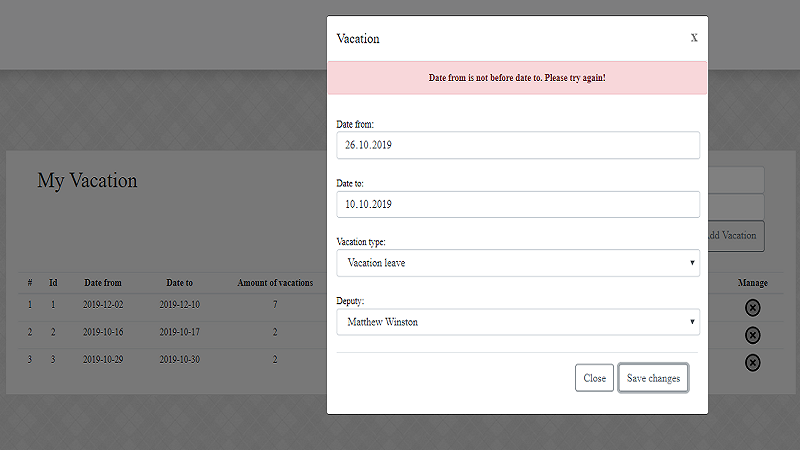 Vacation
x
Date from is not before date to. Please try again!
Date from:
26.10.2019
Date to:
10.10.2019
Vacation type:
Vacation leave
Deputy:
Matthew Winston
Close Save changes
My Vacation
Vacation
# Id Date from Date to Amount of vacations Manage
1 1 2019-12-02 2019-12-10 7
2 2 2019-10-16 2019-10-17 2
3 3 2019-10-29 2019-10-30 2